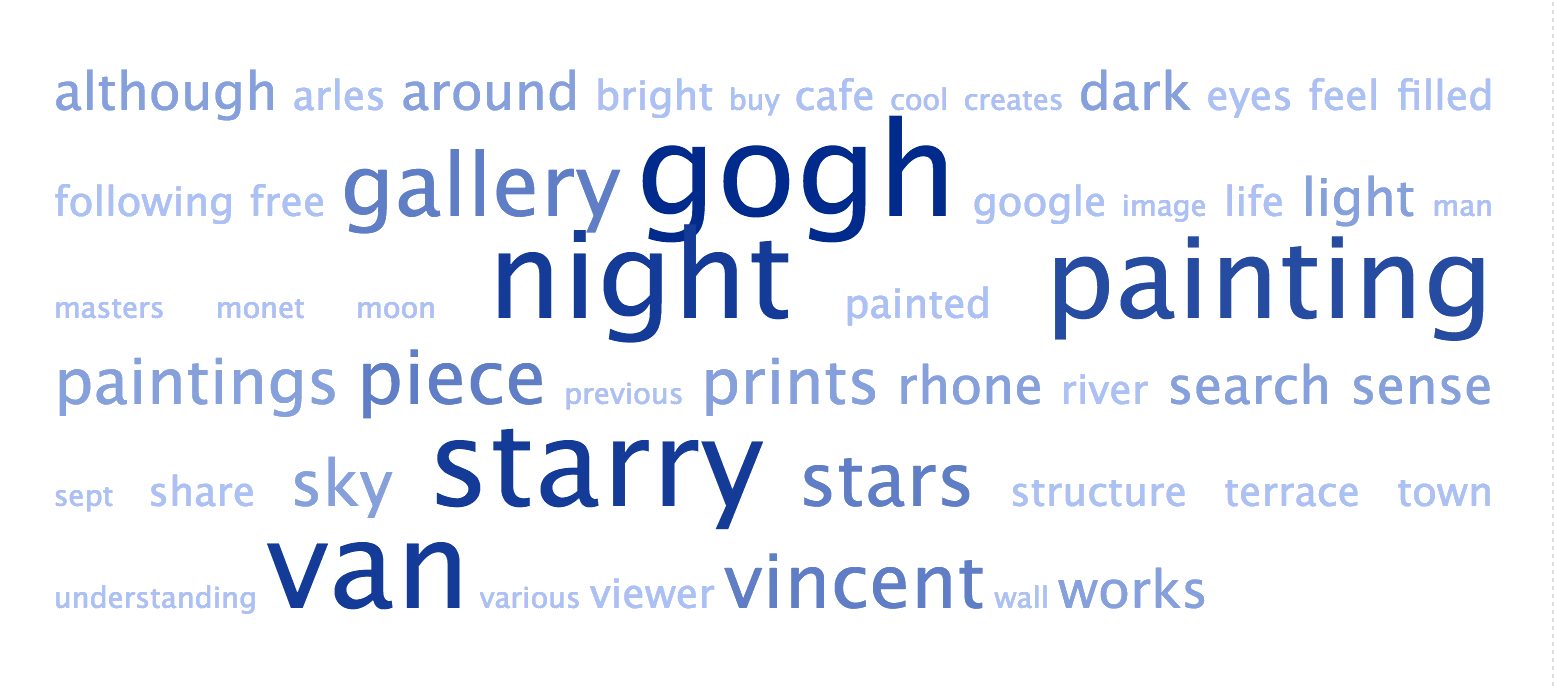 although arles around bright buy cafe cool creates dark eyes feel filled
following free gallery gogh google image life light man
masters monet moon night painted painting
paintings piece previous prints rhone river search sense
sept share sky starry stars structure terrace town
understanding van various viewer vincent wall works